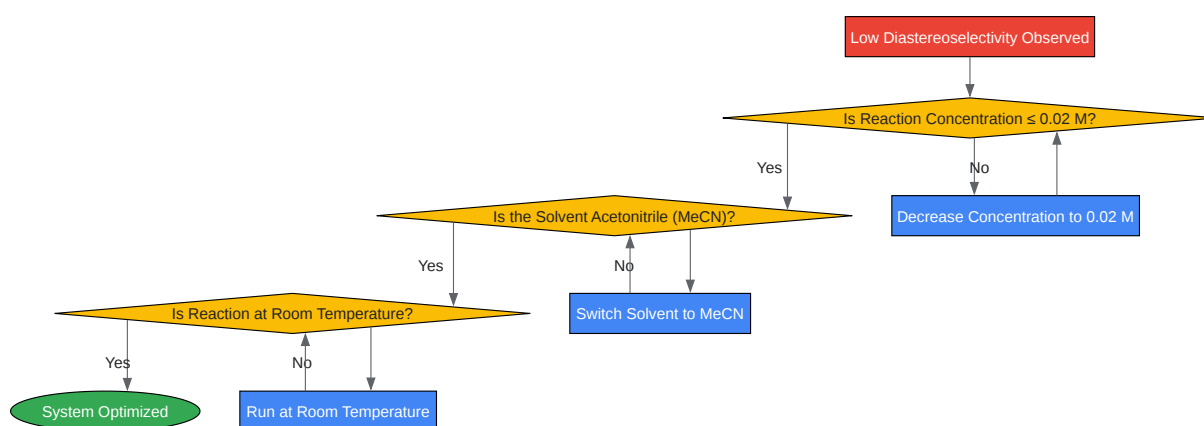 Low Diastereoselectivity Observed
Is Reaction Concentration ≤ 0.02 M?
Yes
No
Is the Solvent Acetonitrile (MeCN)?
Decrease Concentration to 0.02 M
Yes
No
Is Reaction at Room Temperature?
Switch Solvent to MeCN
Yes
No
System Optimized
Run at Room Temperature